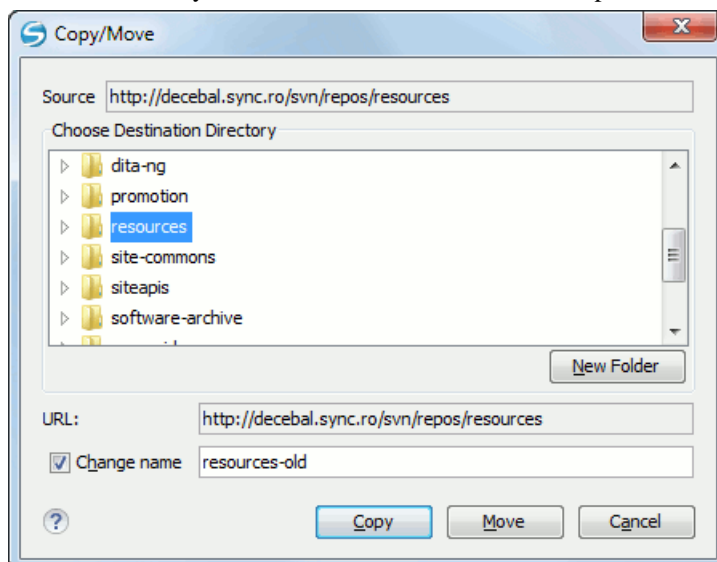 Copy/Move
Source http://decebal.sync.ro/svn/repos/resources
Choose Destination Directory
dita-ng
promotion
resources
site-commons
siteapis
software-archive
New Folder
URL: http://decebal.sync.ro/svn/repos/resources
Change name resources-old
? Copy Move Cancel